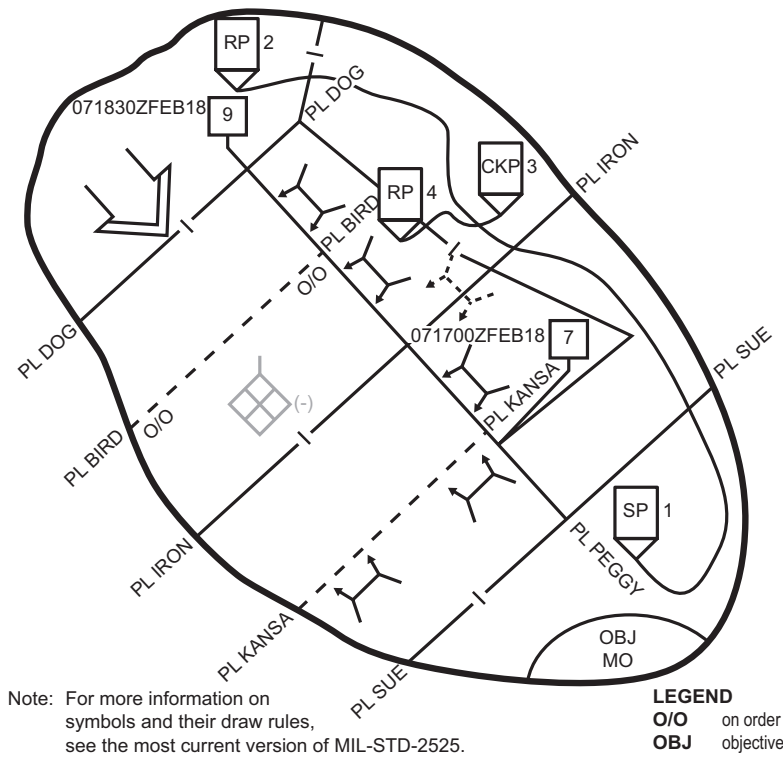 RP 2
PL DOG
071830ZFEB18 9
CKP 3
PL IRON
RP 4
PL BIRD
O/O
071700ZFEB18 7
PL SUE
PL DOG
PL KANSA
(-)
O/O
PL BIRD
SP 1
PL IRON
PL PEGGY
PL KANSA
OBJ
MO
PL SUE
Note: For more information on
symbols and their draw rules,
see the most current version of MIL-STD-2525.
LEGEND
O/O on order
OBJ objective